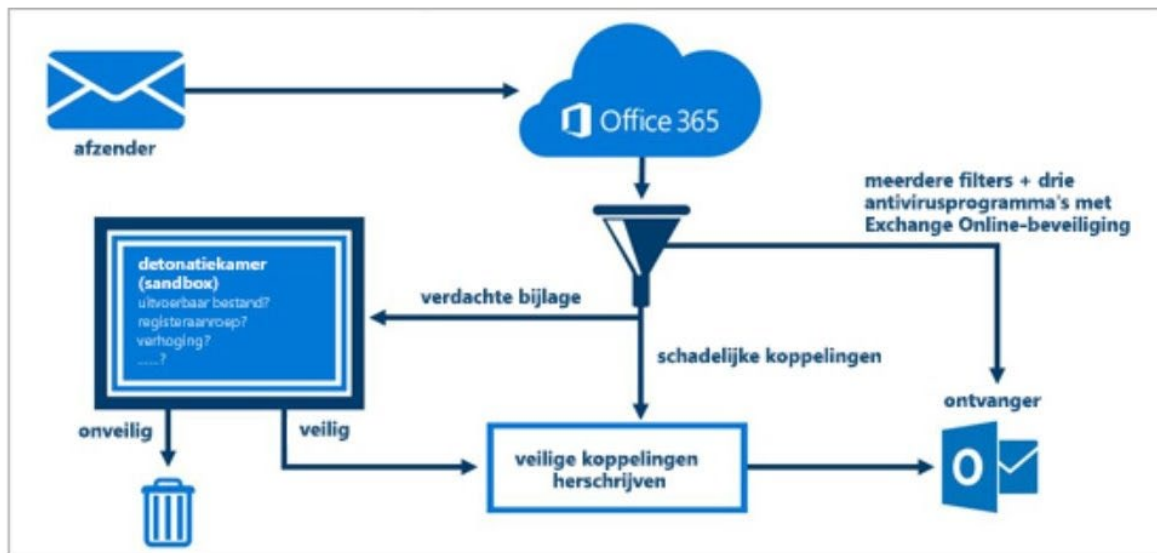 afzender
Office 365
meerdere filters + drie
antivirusprogramma's met
Exchange Online-beveiliging
detonatiekamer
(sandbox)
uitvoerbaar bestand?
registeraanroep?
verhoging?
.....?
verdachte bijlage
schadelijke koppelingen
ontvanger
onveilig
veilig
veilige koppelingen
herschrijven
O